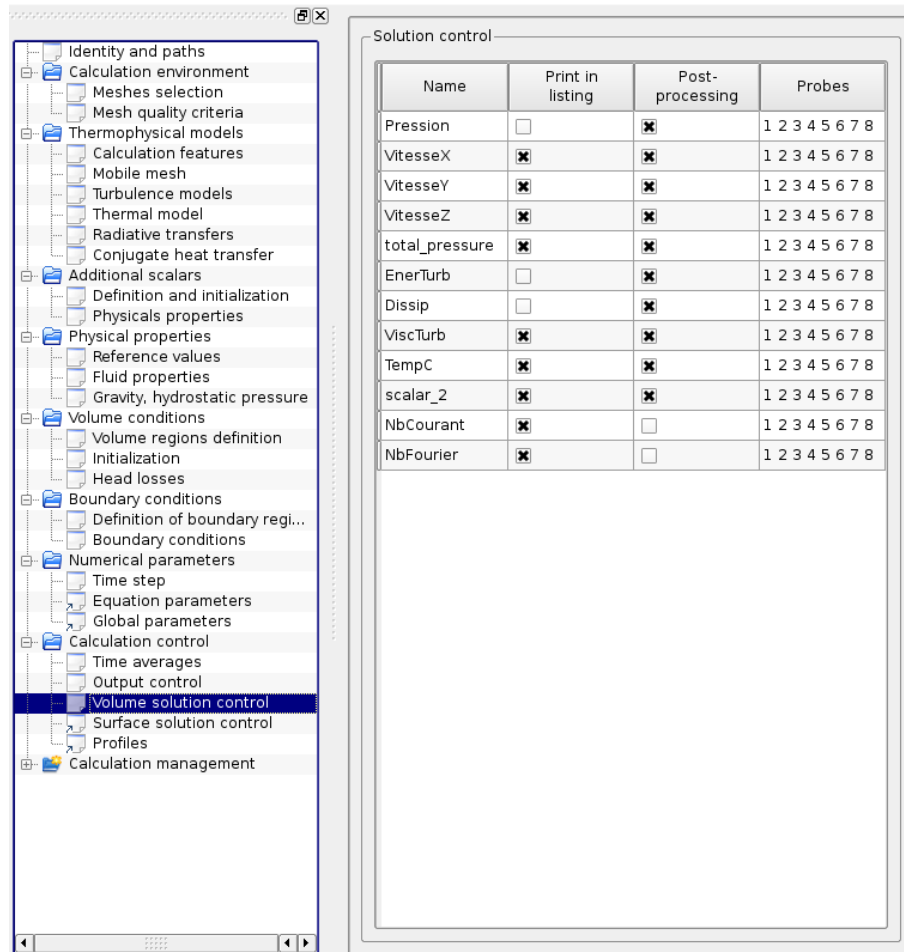 Identity and paths
Calculation environment
Meshes selection
Mesh quality criteria
Thermophysical models
Calculation features
Mobile mesh
Turbulence models
Thermal model
Radiative transfers
Conjugate heat transfer
Additional scalars
Definition and initialization
Physicals properties
Physical properties
Reference values
Fluid properties
Gravity, hydrostatic pressure
Volume conditions
Volume regions definition
Initialization
Head losses
Boundary conditions
Definition of boundary regi...
Boundary conditions
Numerical parameters
Time step
Equation parameters
Global parameters
Calculation control
Time averages
Output control
Volume solution control
Surface solution control
Profiles
Calculation management
Solution control
Name Print in listing Post-processing Probes
Pression 1 2 3 4 5 6 7 8
VitesseX 1 2 3 4 5 6 7 8
VitesseY 1 2 3 4 5 6 7 8
VitesseZ 1 2 3 4 5 6 7 8
total_pressure 1 2 3 4 5 6 7 8
EnerTurb 1 2 3 4 5 6 7 8
Dissip 1 2 3 4 5 6 7 8
ViscTurb 1 2 3 4 5 6 7 8
TempC 1 2 3 4 5 6 7 8
scalar_2 1 2 3 4 5 6 7 8
NbCourant 1 2 3 4 5 6 7 8
NbFourier 1 2 3 4 5 6 7 8